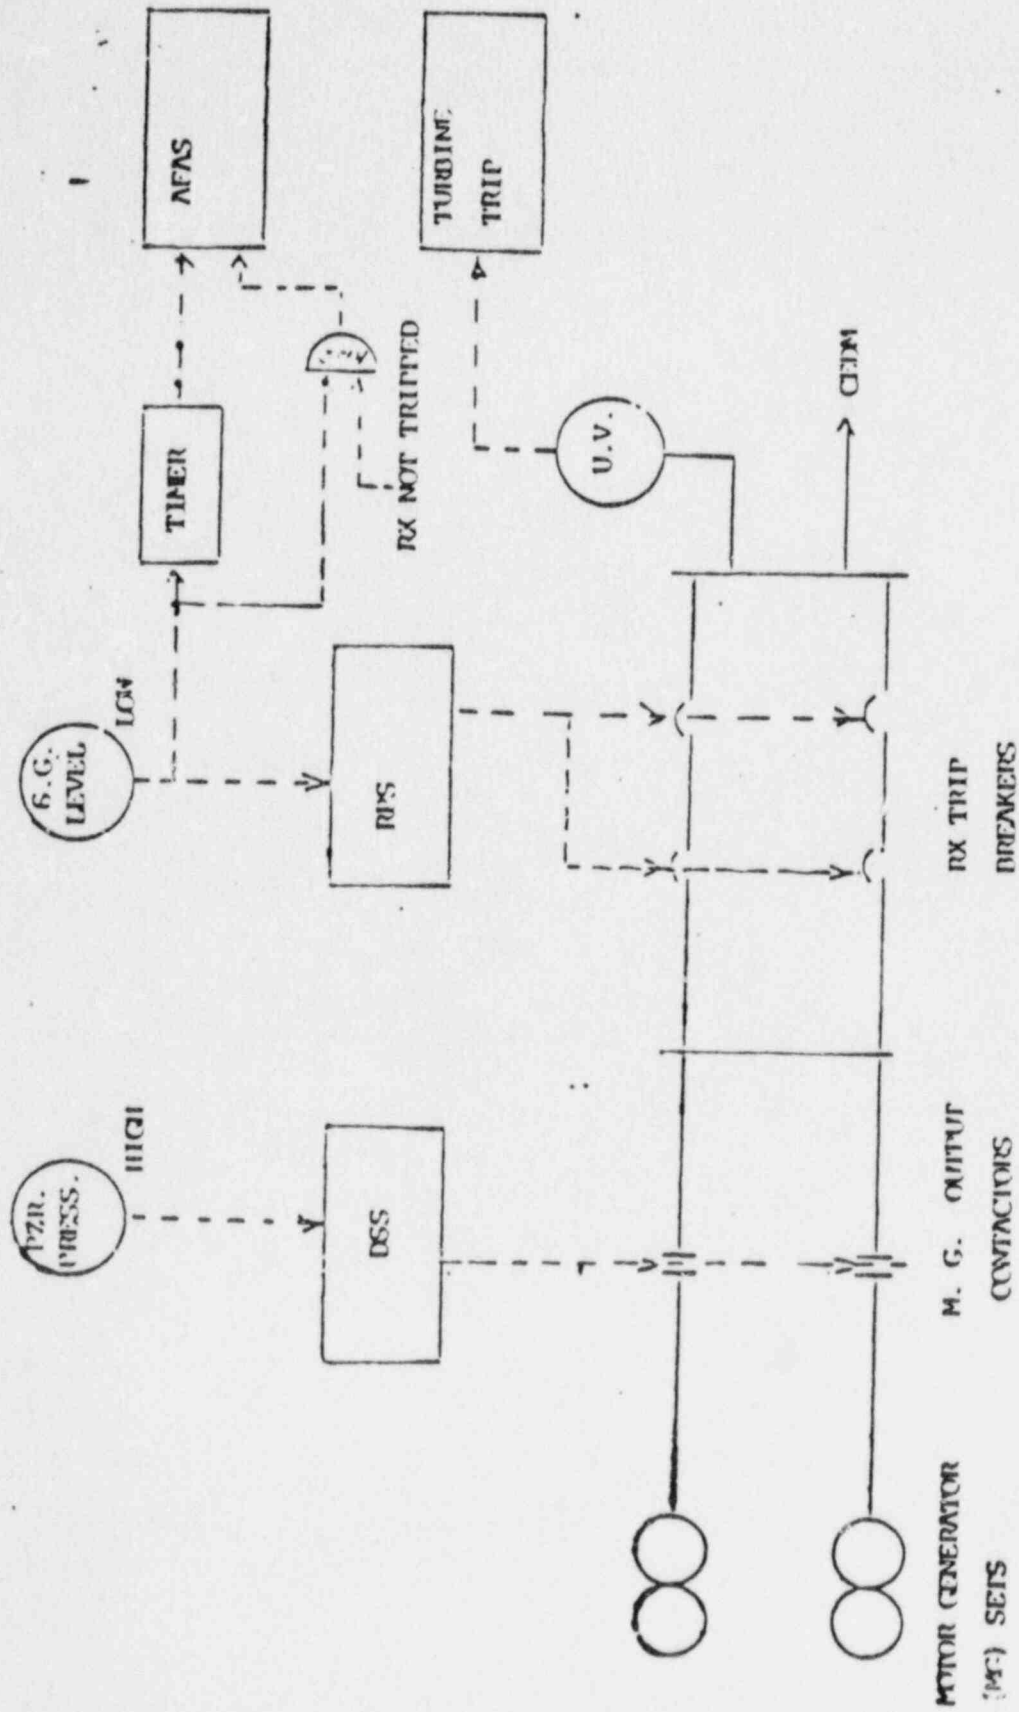 PZR.
PRESS.
HIGH
S.G.
LEVEL
LOW
TIMER
AFAS
RX NOT TRIPPED
TURBINE
TRIP
DSS
RPS
U.V.
CEDM
MOTOR GENERATOR
(MG) SETS
M. G. OUTPUT
CONTACTORS
RX TRIP
BREAKERS